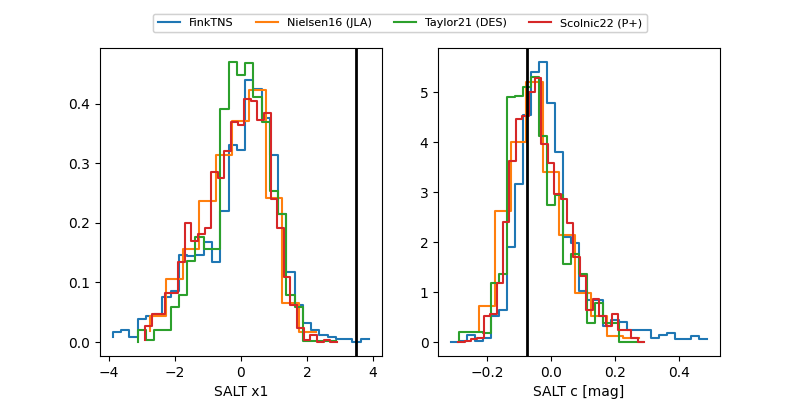 FinkTNS Nielsen16 (JLA) Taylor21 (DES) Scolnic22 (P+)
0.4
0.3
0.2
0.1
0.0
−4 −2 0 2 4
SALT x1
5
4
3
2
1
0
−0.2 0.0 0.2 0.4
SALT c [mag]